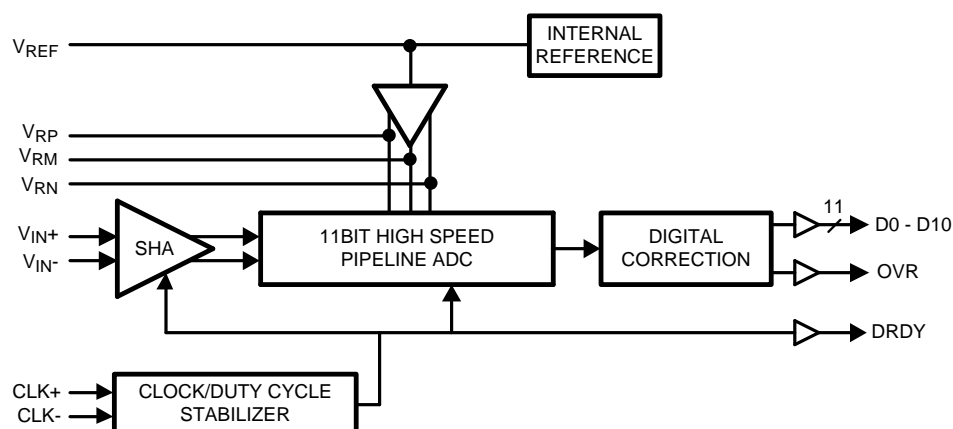 INTERNAL
REFERENCE
VREF
VRP
VRM
VRN
VIN+
VIN-
SHA
11BIT HIGH SPEED
PIPELINE ADC
DIGITAL
CORRECTION
11
D0 - D10
OVR
DRDY
CLK+
CLK-
CLOCK/DUTY CYCLE
STABILIZER